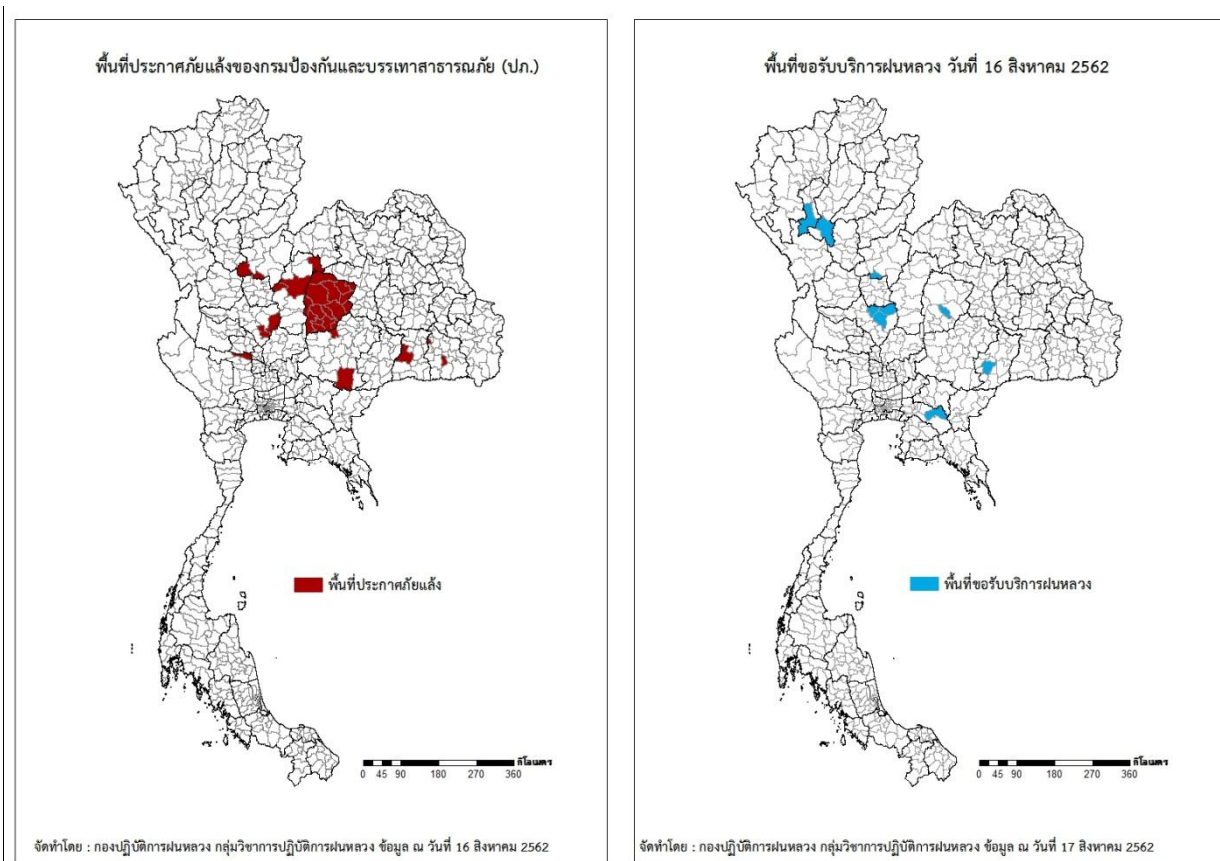 พื้นที่ประกาศภัยแล้งของกรมป้องกันและบรรเทาสาธารณภัย (ปภ.)
พื้นที่ประกาศภัยแล้ง
กิโลเมตร
0 45 90 180 270 360
จัดทำโดย : กองปฏิบัติการฝนหลวง กลุ่มวิชาการปฏิบัติการฝนหลวง ข้อมูล ณ วันที่ 16 สิงหาคม 2562
พื้นที่ขอรับบริการฝนหลวง วันที่ 16 สิงหาคม 2562
พื้นที่ขอรับบริการฝนหลวง
กิโลเมตร
0 45 90 180 270 360
จัดทำโดย : กองปฏิบัติการฝนหลวง กลุ่มวิชาการปฏิบัติการฝนหลวง ข้อมูล ณ วันที่ 17 สิงหาคม 2562